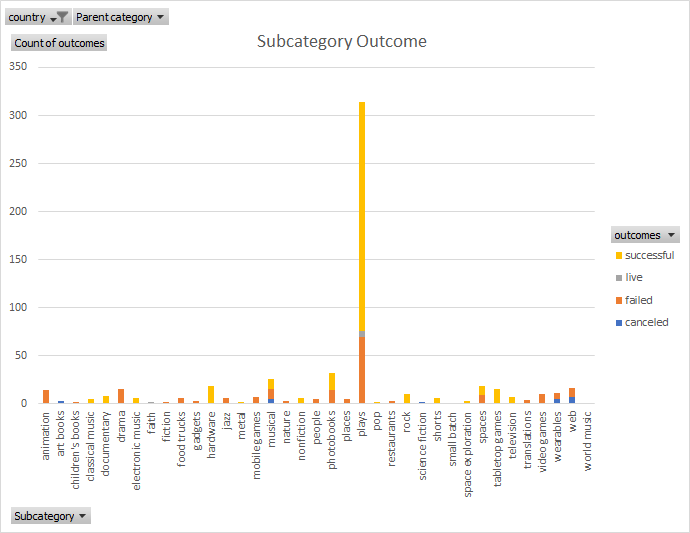 country Parent category
Count of outcomes
Subcategory Outcome
350
300
250
200
150
100
50
0
outcomes
successful
live
failed
canceled
animation
art books
children's books
classical music
documentary
drama
electronic music
faith
fiction
food trucks
gadgets
hardware
jazz
metal
mobile games
musical
nature
nonfiction
people
photobooks
places
plays
pop
restaurants
rock
science fiction
shorts
small batch
space exploration
spaces
tabletop games
television
translations
video games
wearables
web
world music
Subcategory